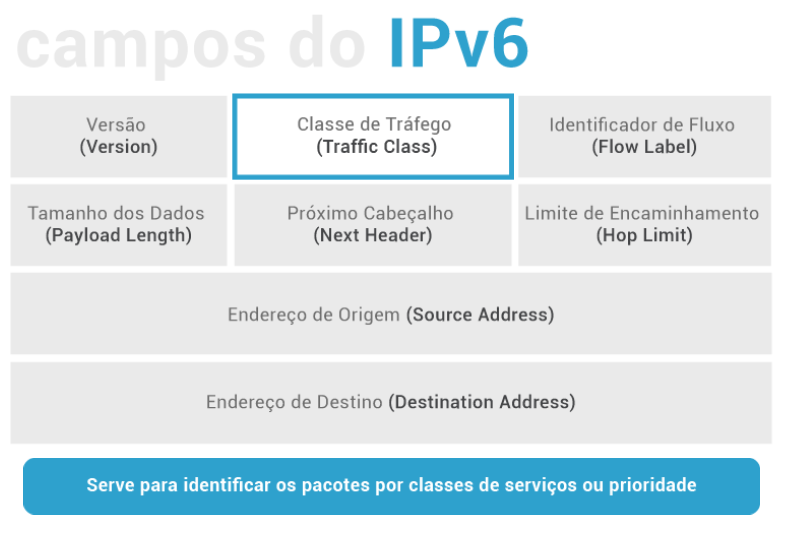 campos do IPv6
Versão
(Version)
Classe de Tráfego
(Traffic Class)
Identificador de Fluxo
(Flow Label)
Tamanho dos Dados
(Payload Length)
Próximo Cabeçalho
(Next Header)
Limite de Encaminhamento
(Hop Limit)
Endereço de Origem (Source Address)
Endereço de Destino (Destination Address)
Serve para identificar os pacotes por classes de serviços ou prioridade